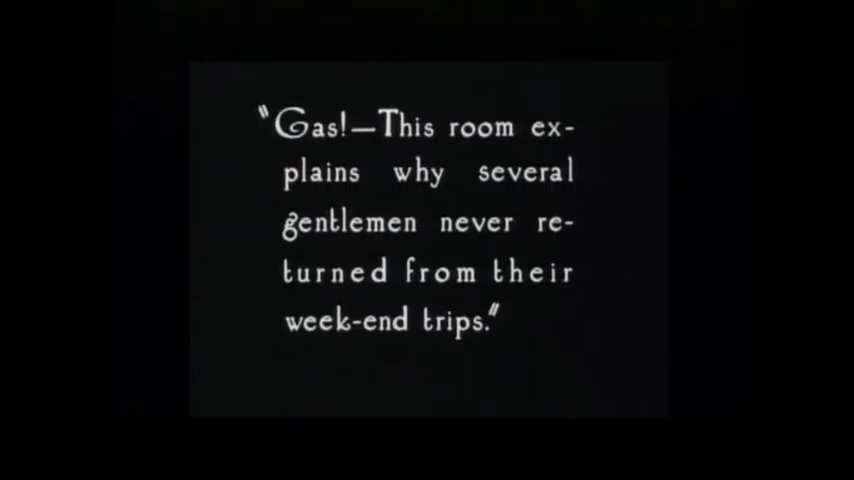 "Gas!—This room ex-
plains why several
gentlemen never re-
turned from their
week-end trips."